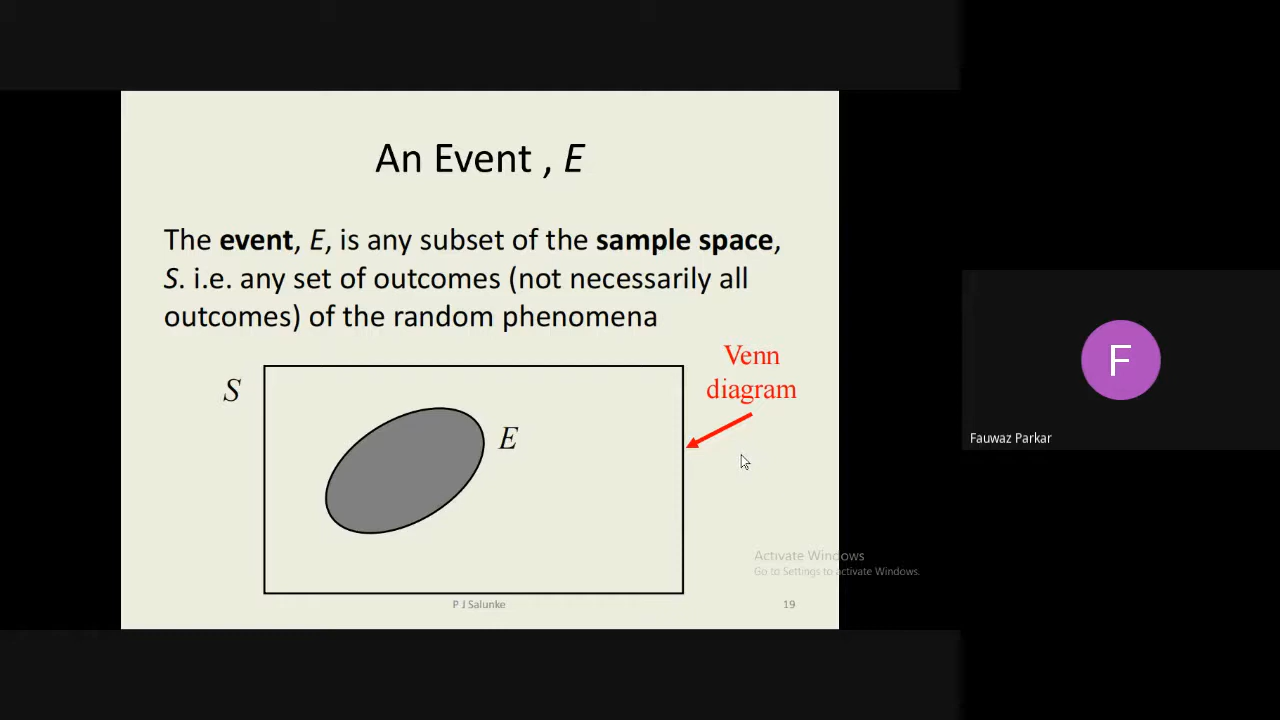 An Event , E
The event, E, is any subset of the sample space,
S. i.e. any set of outcomes (not necessarily all
outcomes) of the random phenomena
Venn
diagram
S
E
F
Fauwaz Parkar
Activate Windows
Go to Settings to activate Windows.
P J Salunke
19